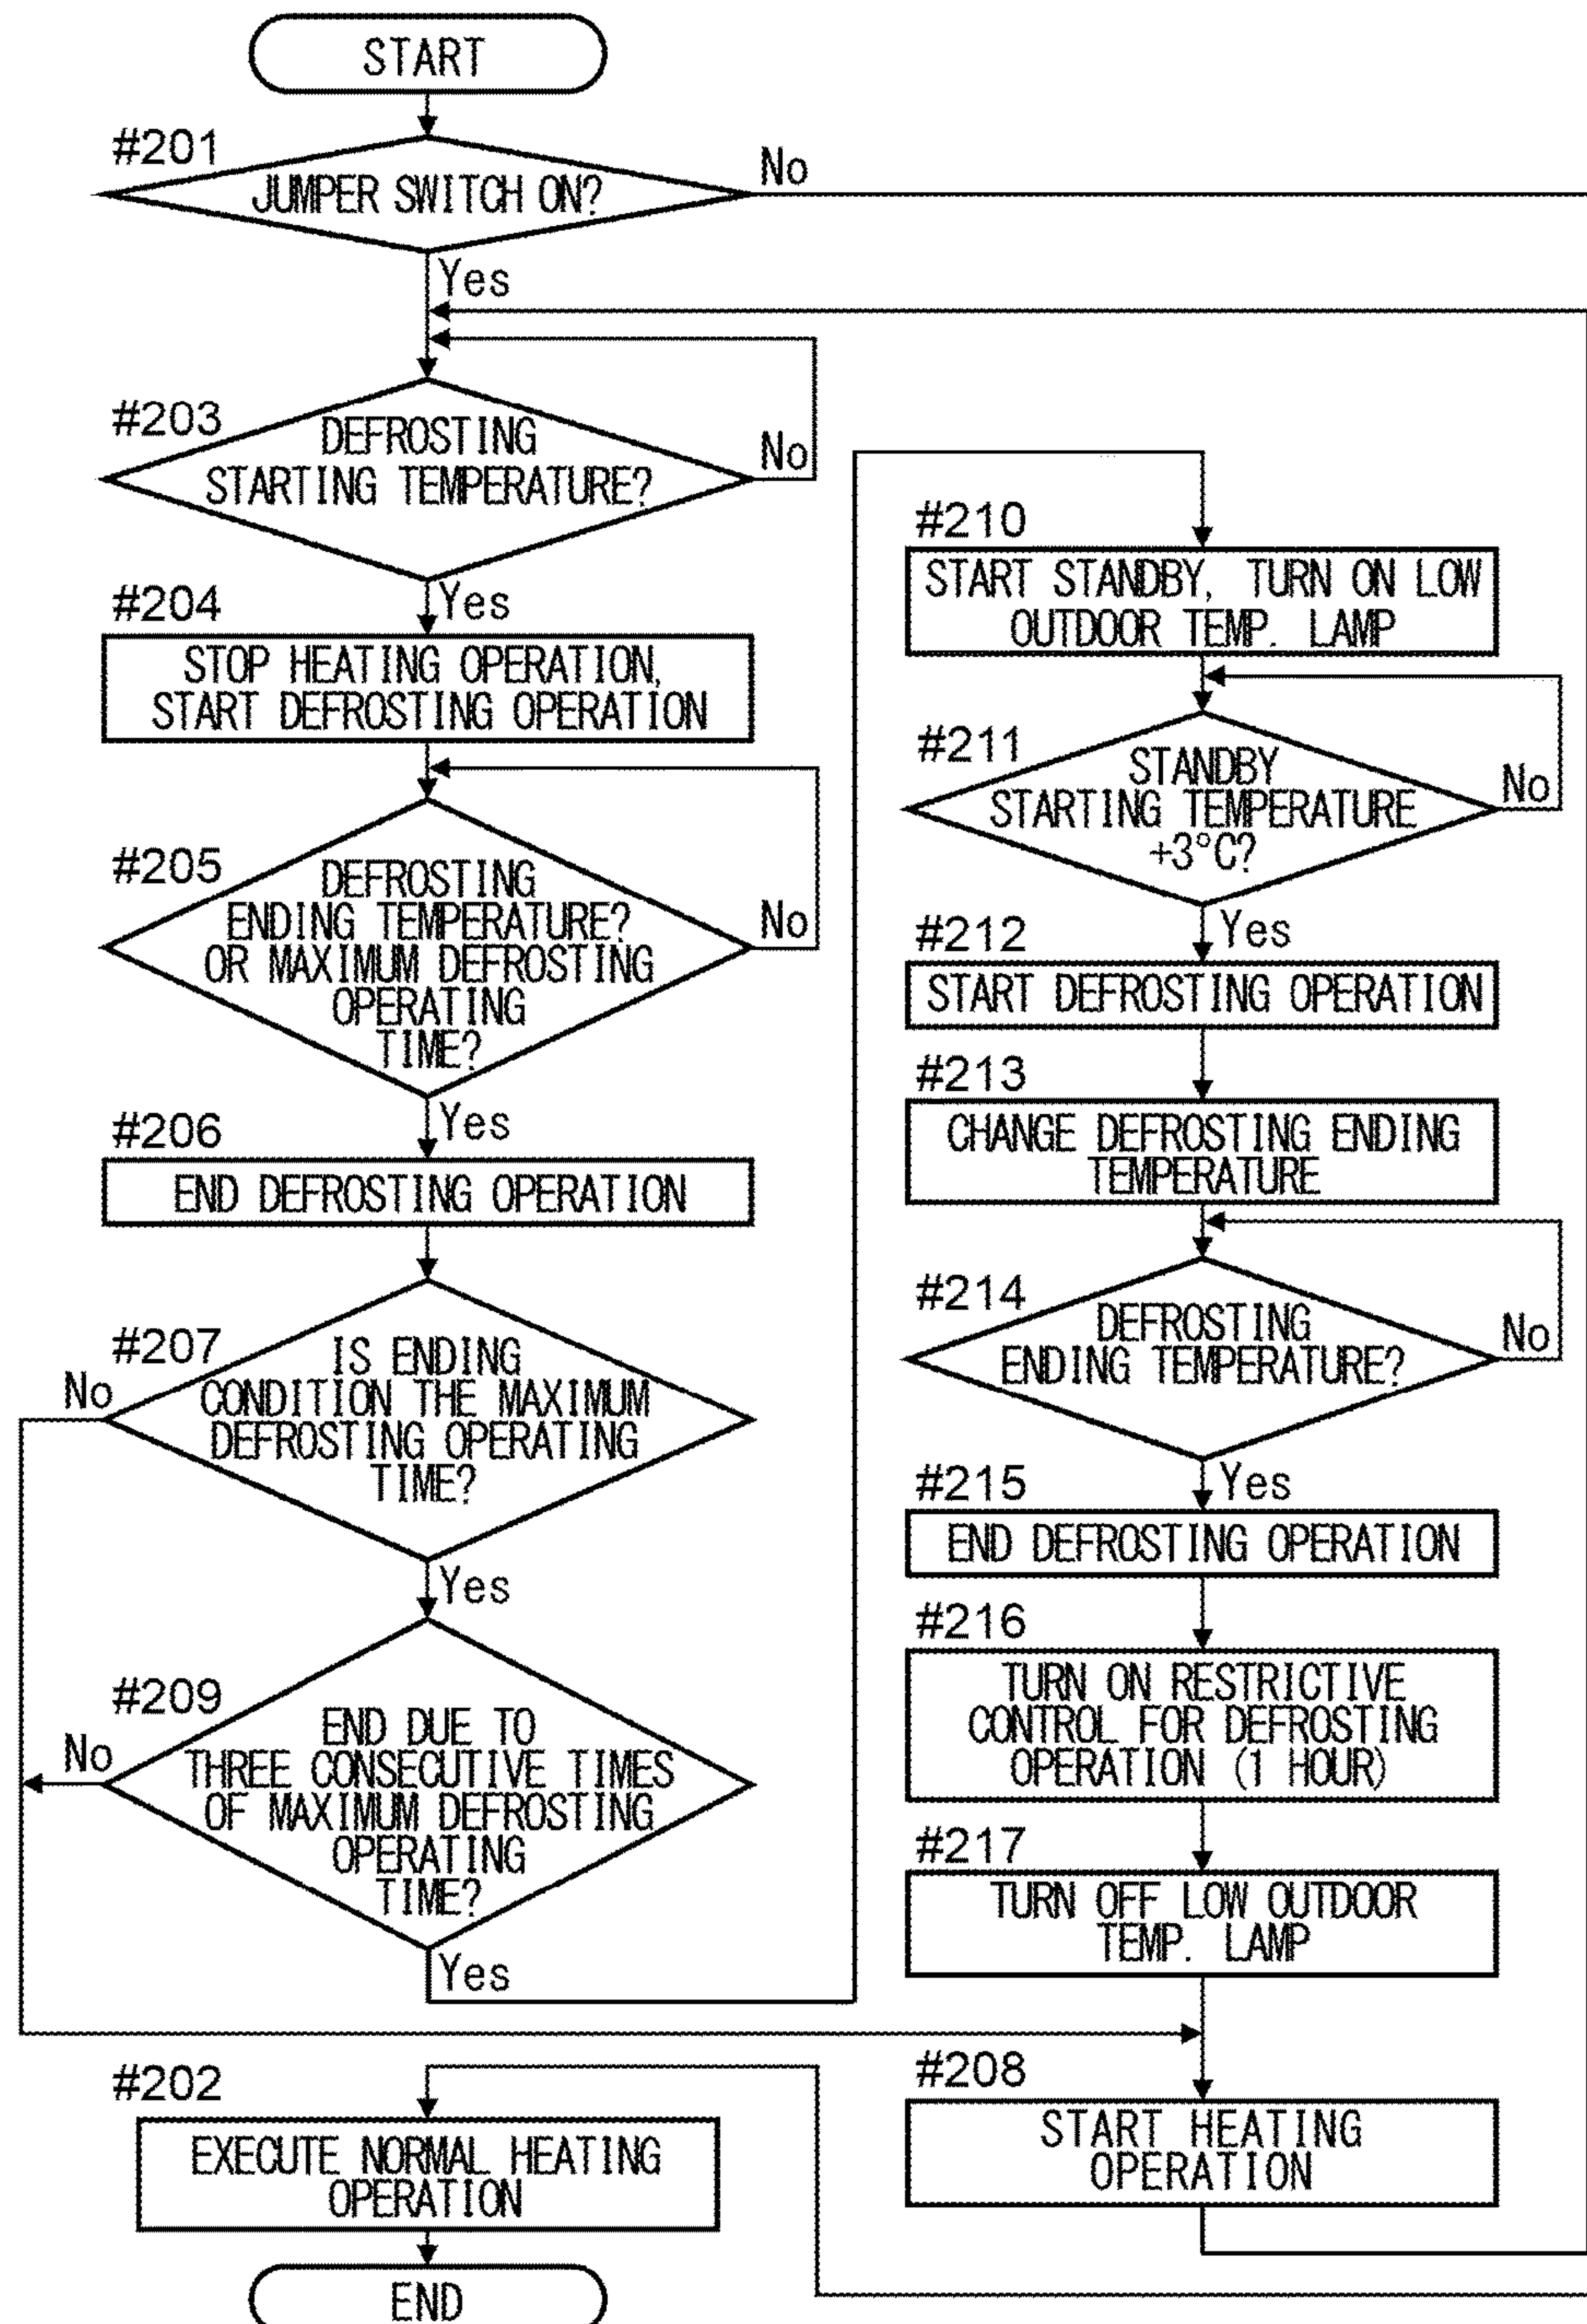 START
#201
JUMPER SWITCH ON?
No
Yes
#203
DEFROSTING
STARTING TEMPERATURE?
No
Yes
#204
STOP HEATING OPERATION,
START DEFROSTING OPERATION
#205
DEFROSTING
ENDING TEMPERATURE?
OR MAXIMUM DEFROSTING
OPERATING
TIME?
No
Yes
#206
END DEFROSTING OPERATION
#207
IS ENDING
CONDITION THE MAXIMUM
DEFROSTING OPERATING
TIME?
No
Yes
#209
END DUE TO
THREE CONSECUTIVE TIMES
OF MAXIMUM DEFROSTING
OPERATING
TIME?
No
Yes
#210
START STANDBY, TURN ON LOW
OUTDOOR TEMP. LAMP
#211
STANDBY
STARTING TEMPERATURE
+3°C?
No
Yes
#212
START DEFROSTING OPERATION
#213
CHANGE DEFROSTING ENDING
TEMPERATURE
#214
DEFROSTING
ENDING TEMPERATURE?
No
Yes
#215
END DEFROSTING OPERATION
#216
TURN ON RESTRICTIVE
CONTROL FOR DEFROSTING
OPERATION (1 HOUR)
#217
TURN OFF LOW OUTDOOR
TEMP. LAMP
#208
START HEATING
OPERATION
#202
EXECUTE NORMAL HEATING
OPERATION
END